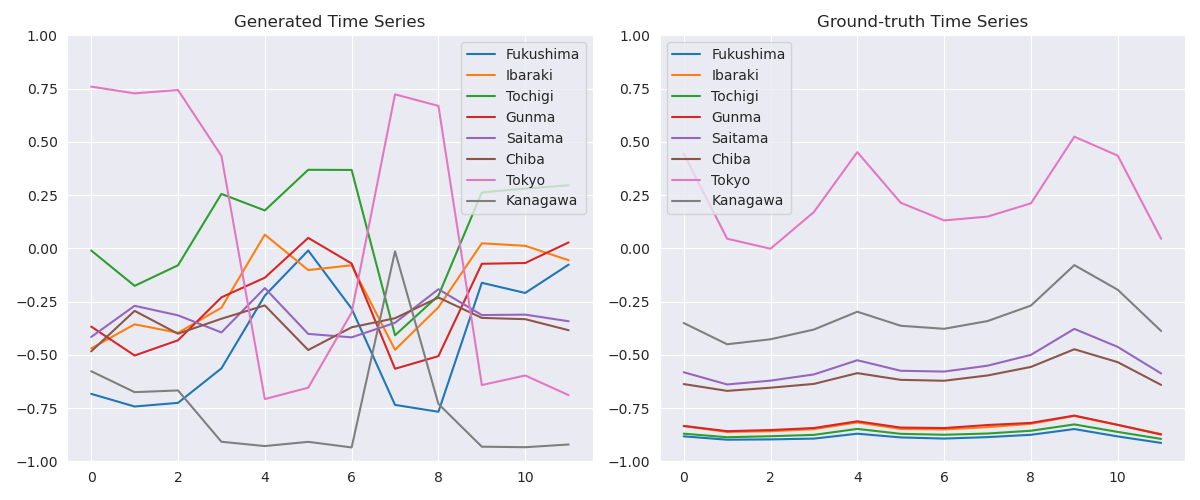 Generated Time Series
1.00
0.75
0.50
0.25
0.00
−0.25
−0.50
−0.75
−1.00
0
2
4
6
8
10
Fukushima
Ibaraki
Tochigi
Gunma
Saitama
Chiba
Tokyo
Kanagawa
Ground-truth Time Series
1.00
0.75
0.50
0.25
0.00
−0.25
−0.50
−0.75
−1.00
0
2
4
6
8
10
Fukushima
Ibaraki
Tochigi
Gunma
Saitama
Chiba
Tokyo
Kanagawa